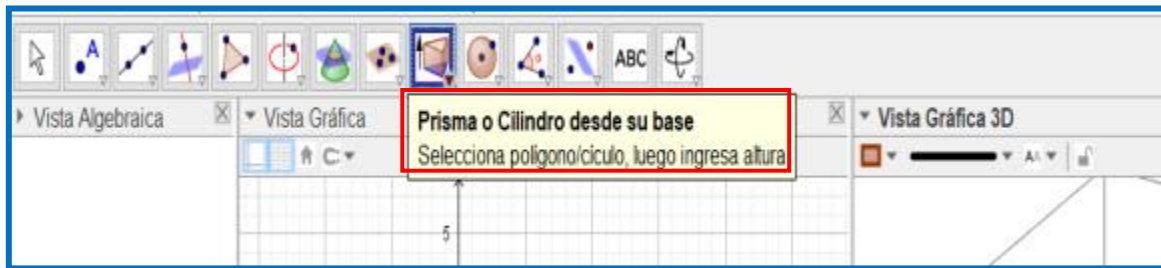 A
ABC
Vista Algebraica
Vista Gráfica
Prisma o Cilindro desde su base
Selecciona poligono/cículo, luego ingresa altura
Vista Gráfica 3D
AA
5